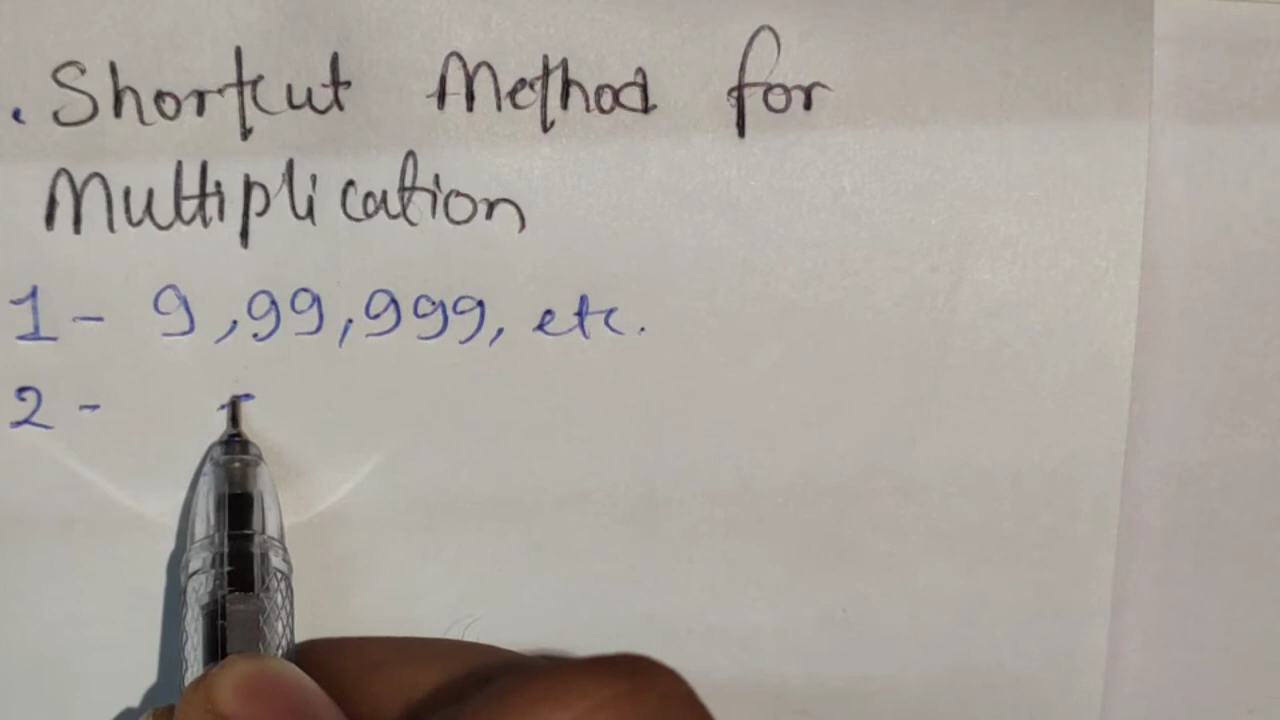 . Shortcut Method for
Multiplication
1 - 9, 99, 999, etc.
2 -